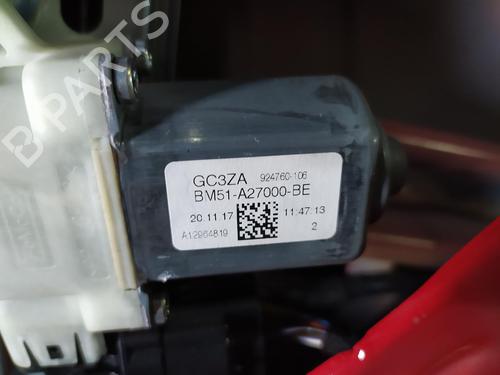 GC3ZA 924760-106
BM51-A27000-BE
20.11.17 11:47:13
A12964819 2
B-PARTS